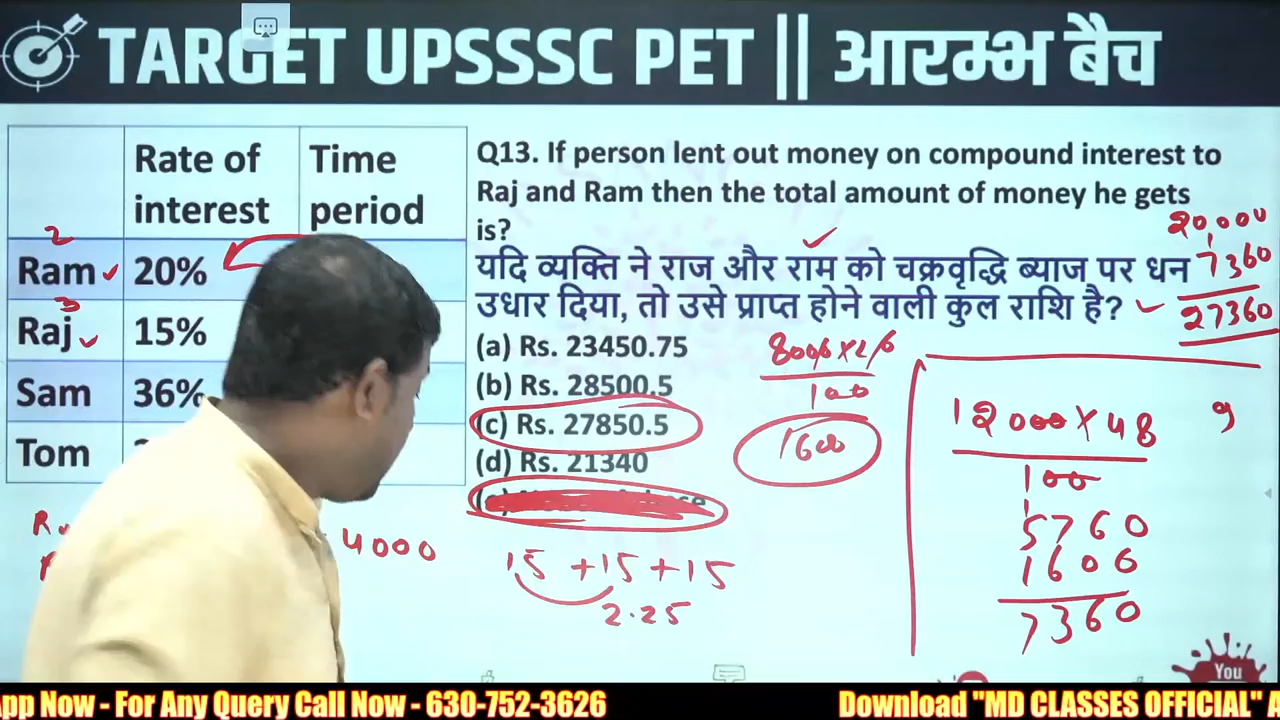 TARGET UPSSSC PET || आरम्भ बैच
Rate of interest
Time period
2
Ram 20%
3
Raj 15%
Sam 36%
Tom
Q13. If person lent out money on compound interest to
Raj and Ram then the total amount of money he gets
is?
यदि व्यक्ति ने राज और राम को चक्रवृद्धि ब्याज पर धन
उधार दिया, तो उसे प्राप्त होने वाली कुल राशि है?
(a) Rs. 23450.75
(b) Rs. 28500.5
(c) Rs. 27850.5
(d) Rs. 21340
20,000
7360
27360
100
1600
12000 × 48
100
5760
1600
7360
4000
15 + 15 + 15
2.25
You
pp Now - For Any Query Call Now - 630-752-3626
Download "MD CLASSES OFFICIAL" A